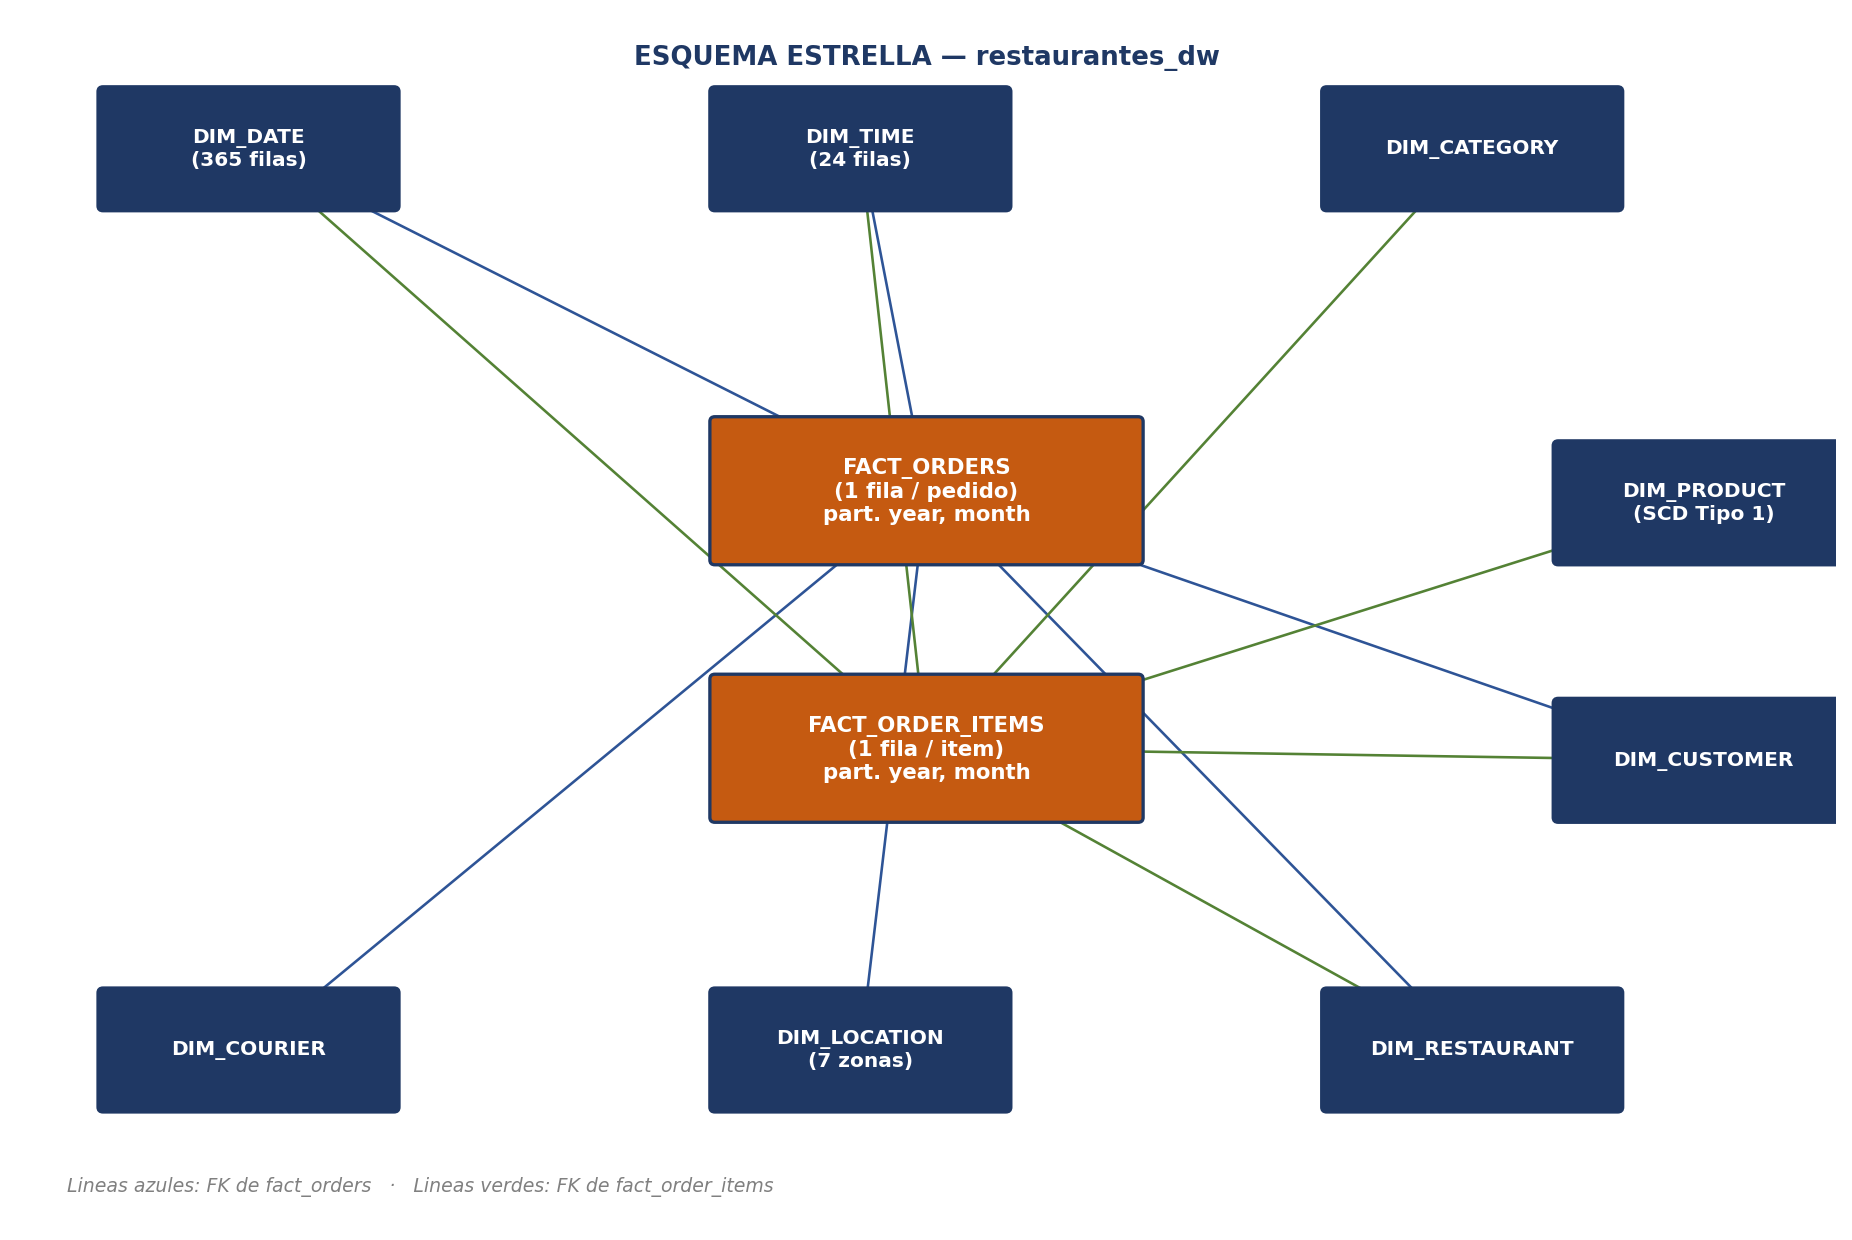 ESQUEMA ESTRELLA — restaurantes_dw
DIM_DATE
(365 filas)
DIM_TIME
(24 filas)
DIM_CATEGORY
FACT_ORDERS
(1 fila / pedido)
part. year, month
DIM_PRODUCT
(SCD Tipo 1)
FACT_ORDER_ITEMS
(1 fila / item)
part. year, month
DIM_CUSTOMER
DIM_COURIER
DIM_LOCATION
(7 zonas)
DIM_RESTAURANT
Lineas azules: FK de fact_orders · Lineas verdes: FK de fact_order_items